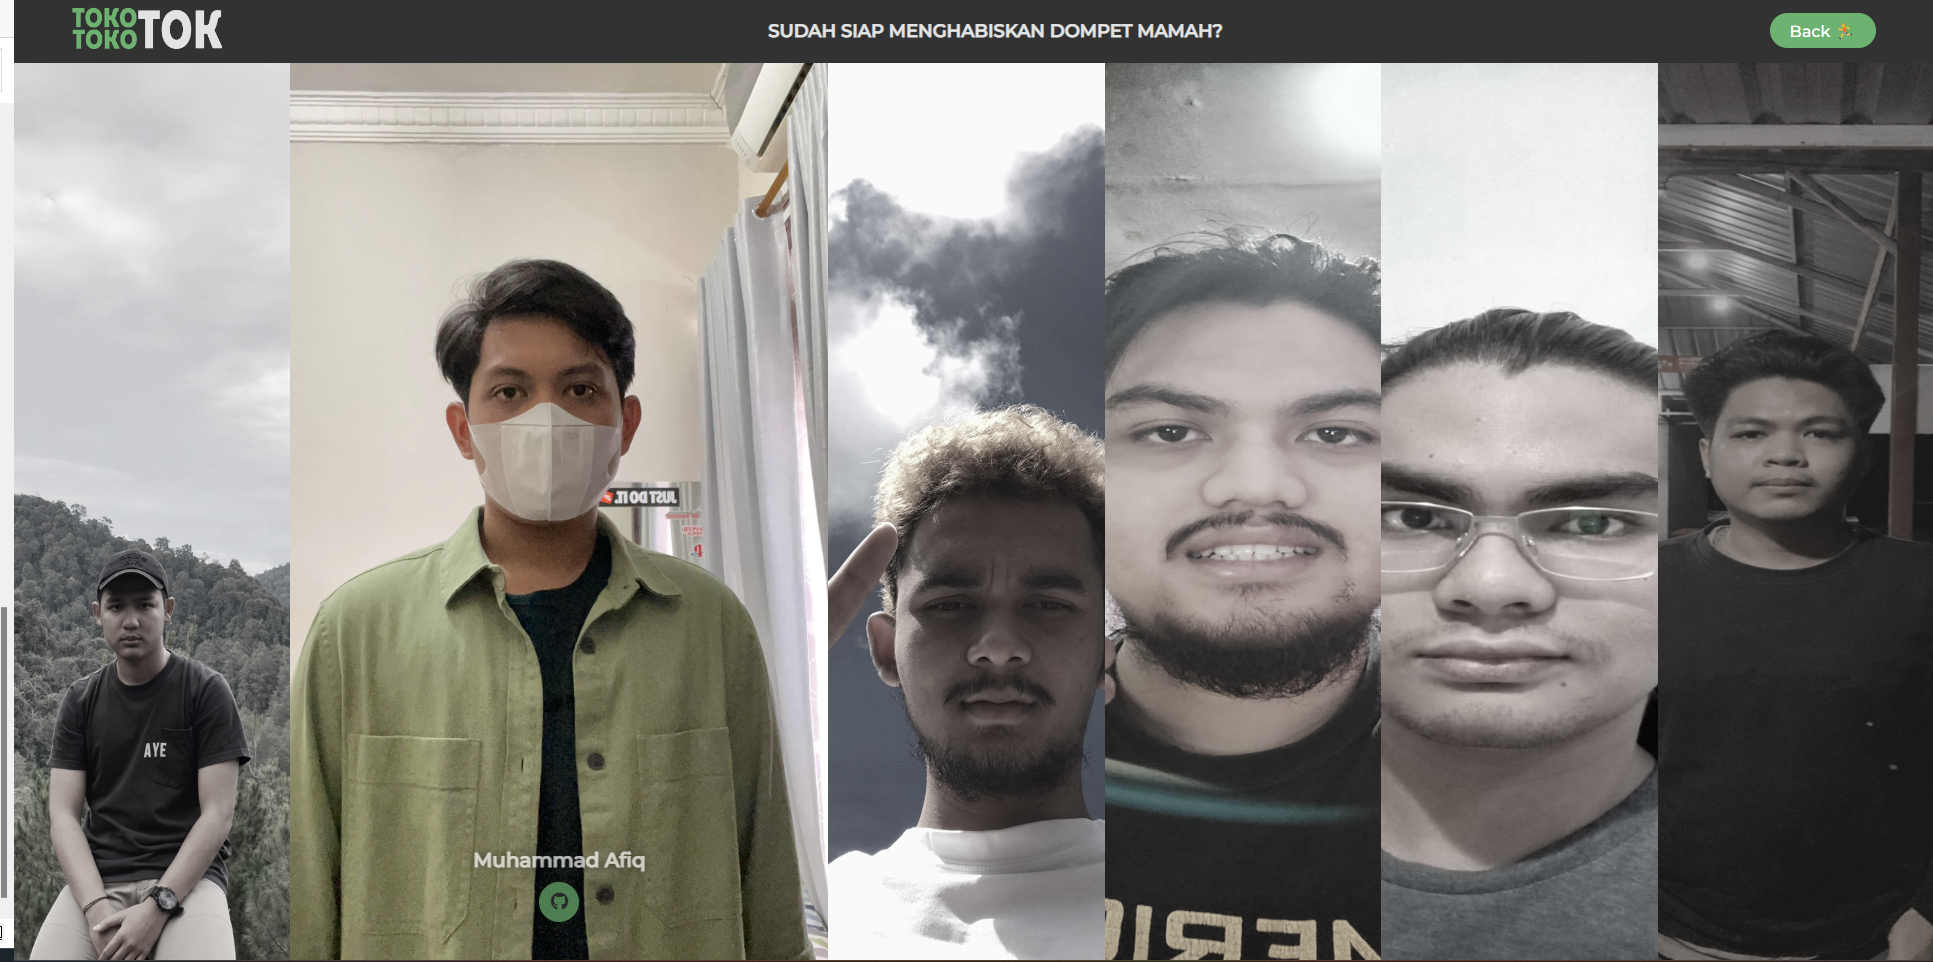 TOKO
TOKO
TOK
SUDAH SIAP MENGHABISKAN DOMPET MAMAH?
Back 🏃
JUST DO IT.
AYE
Muhammad Afiq